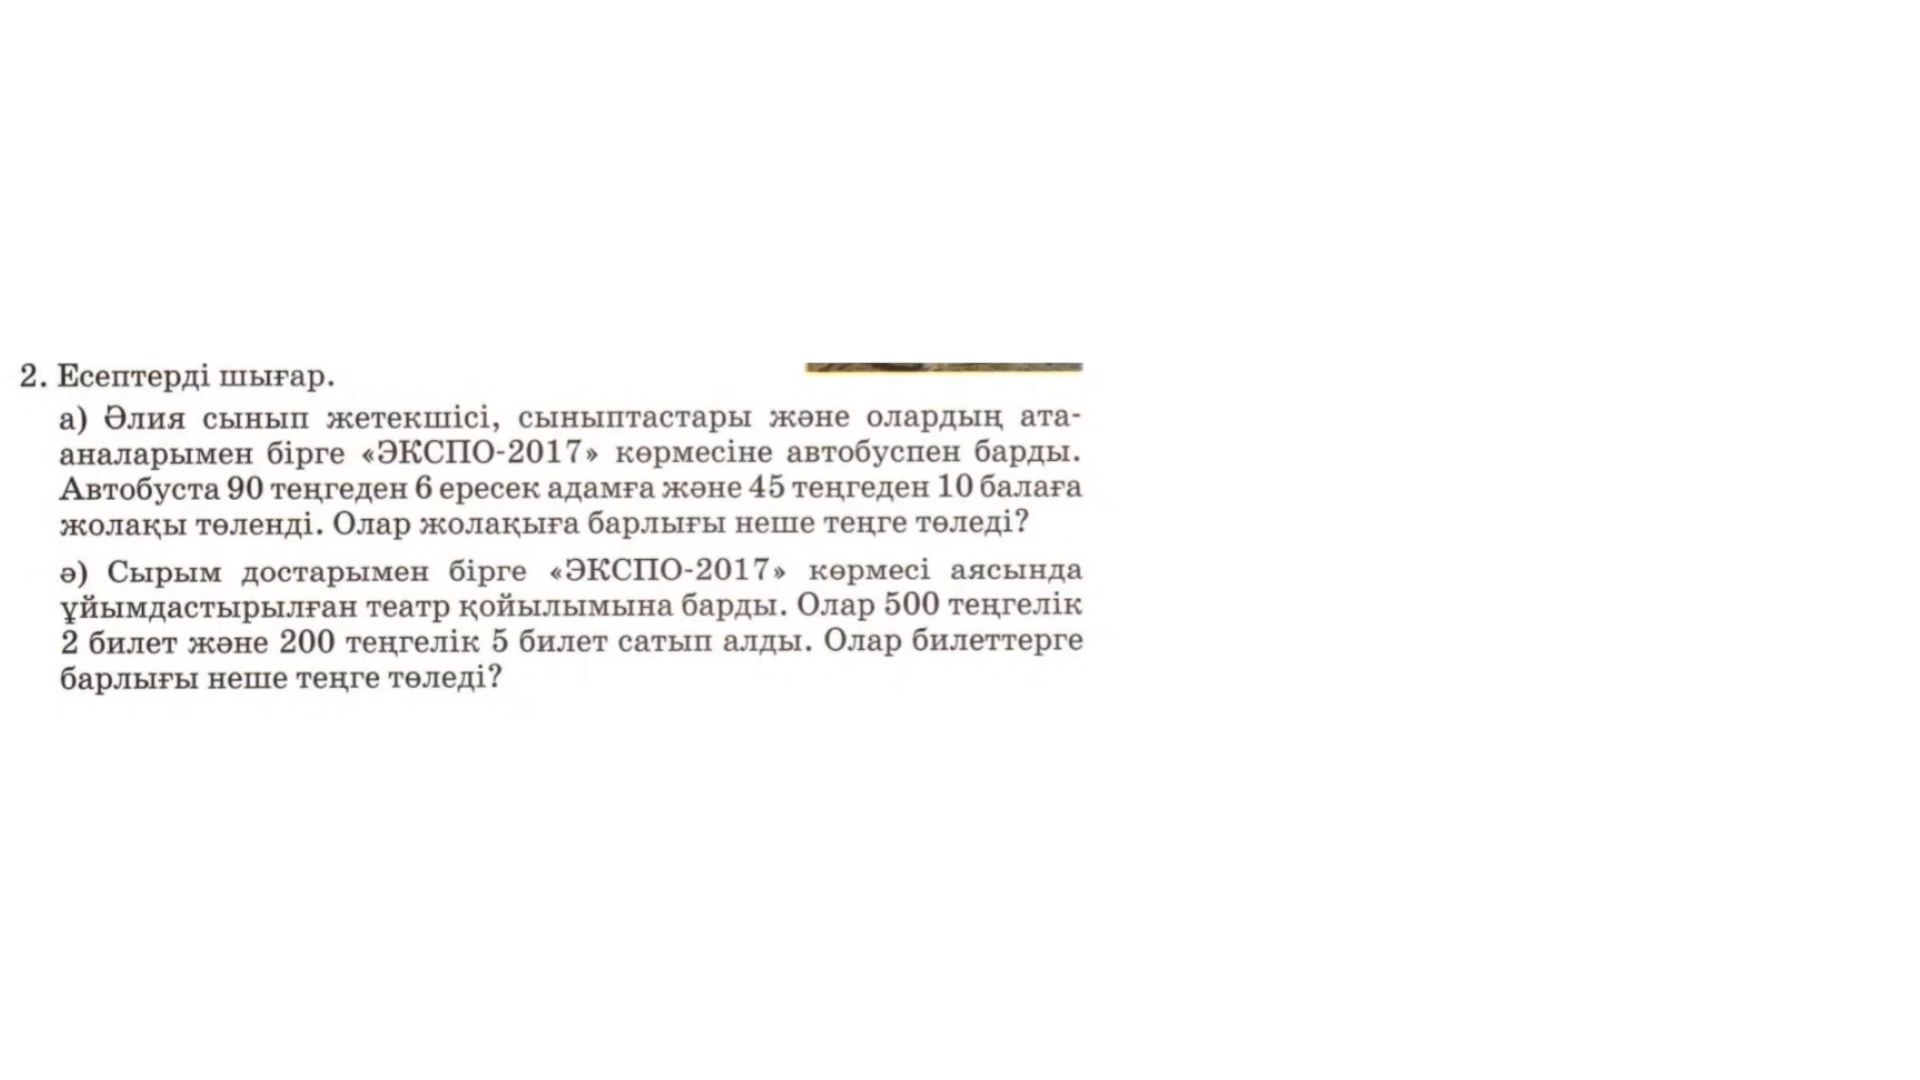 2. Есептерді шығар.
а) Әлия сынып жетекшісі, сыныптастары және олардың ата-
аналарымен бірге «ЭКСПО-2017» көрмесіне автобуспен барды.
Автобуста 90 теңгеден 6 ересек адамға және 45 теңгеден 10 балаға
жолақы төленді. Олар жолақыға барлығы неше теңге төледі?
ә) Сырым достарымен бірге «ЭКСПО-2017» көрмесі аясында
ұйымдастырылған театр қойылымына барды. Олар 500 теңгелік
2 билет және 200 теңгелік 5 билет сатып алды. Олар билеттерге
барлығы неше теңге төледі?